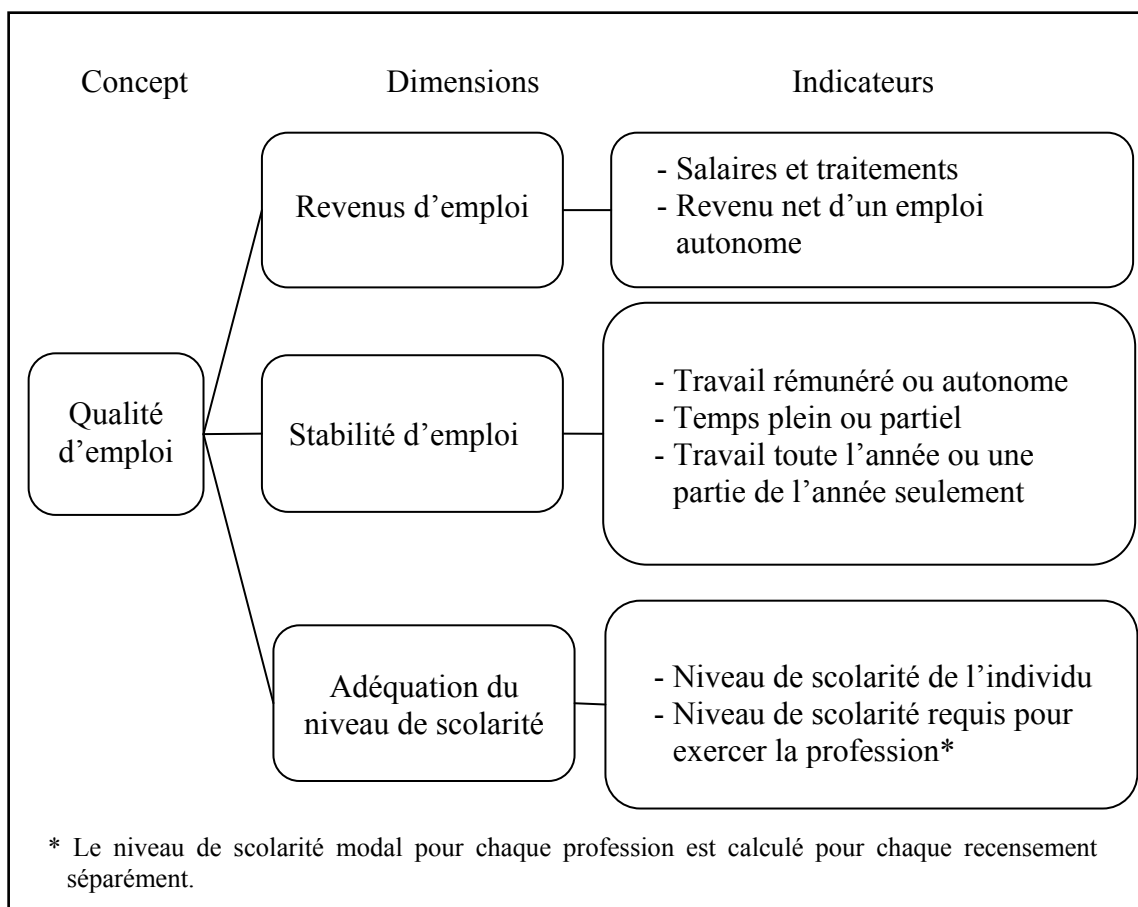 Concept Dimensions Indicateurs
Revenus d’emploi
- Salaires et traitements
- Revenu net d’un emploi
autonome
Qualité
d’emploi
Stabilité d’emploi
- Travail rémunéré ou autonome
- Temps plein ou partiel
- Travail toute l’année ou une
partie de l’année seulement
Adéquation du
niveau de scolarité
- Niveau de scolarité de l’individu
- Niveau de scolarité requis pour
exercer la profession*
* Le niveau de scolarité modal pour chaque profession est calculé pour chaque recensement
séparément.